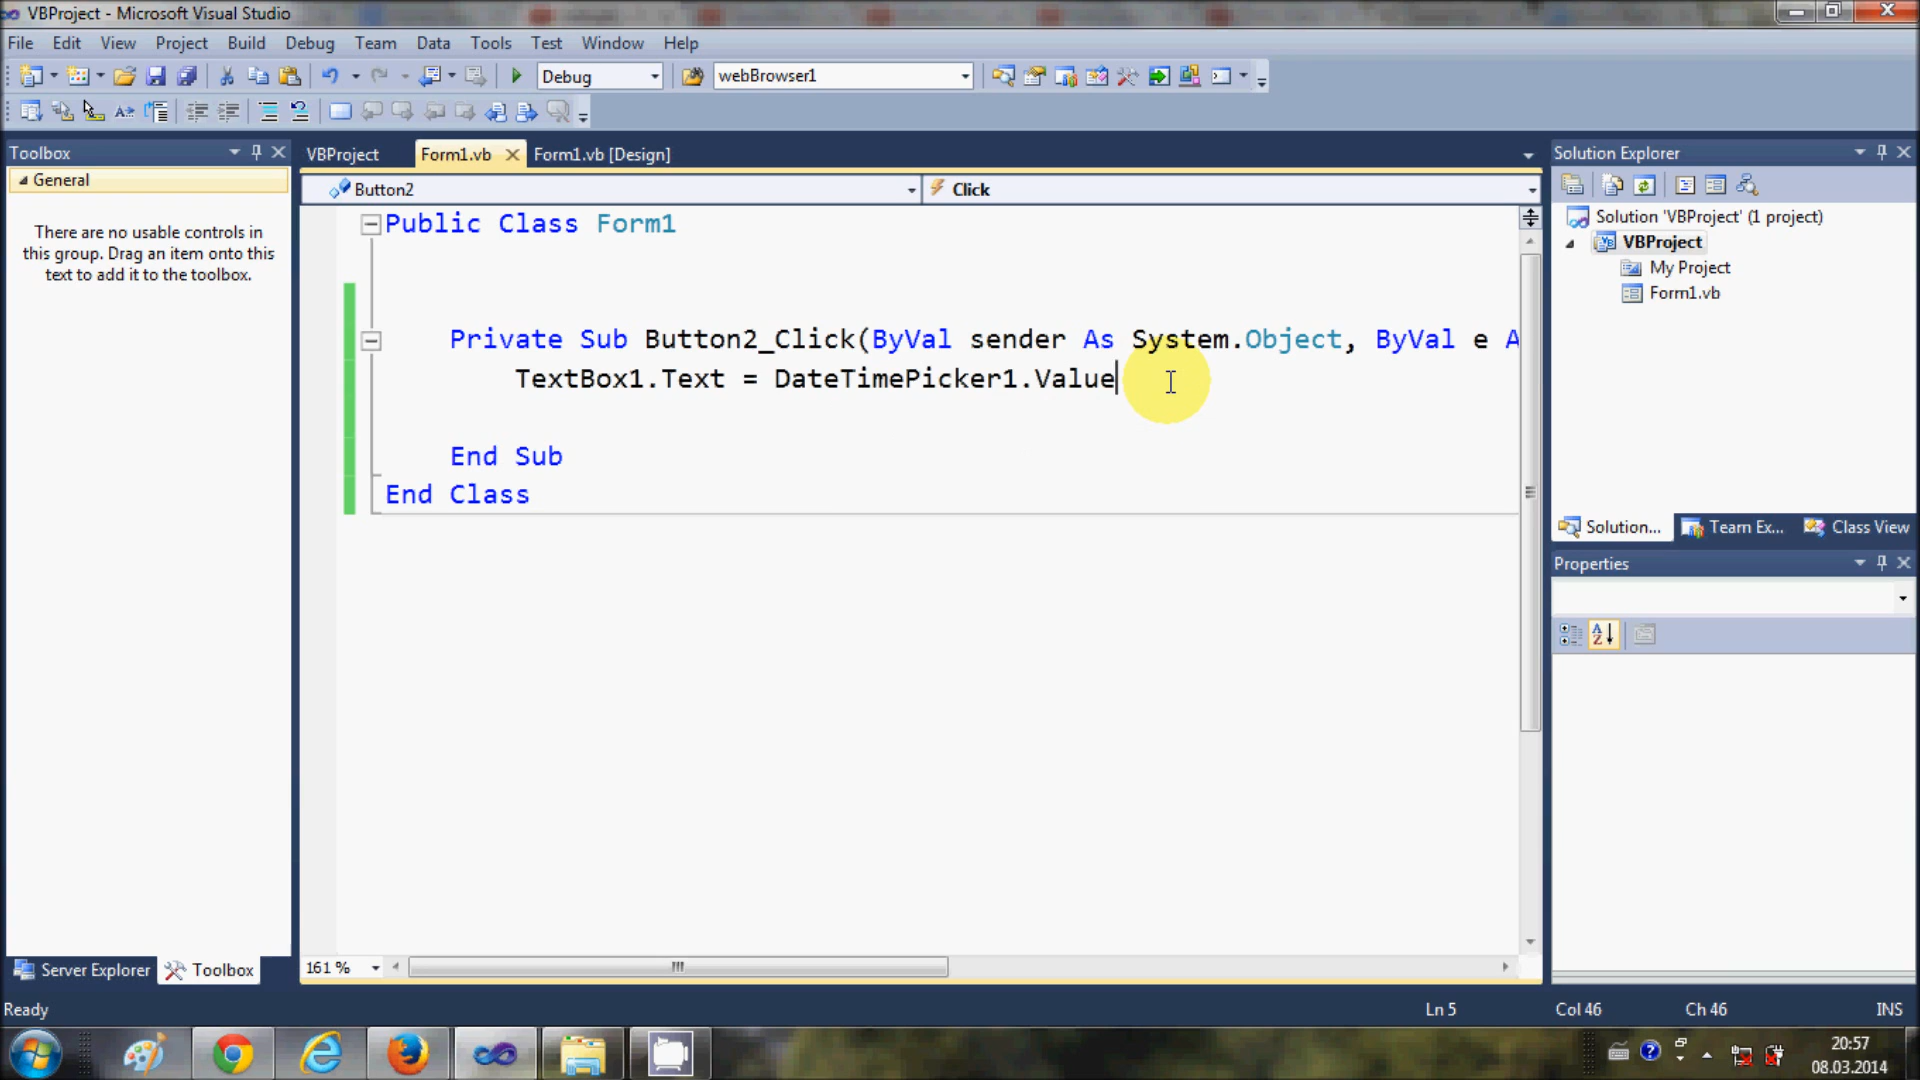 VBProject - Microsoft Visual Studio
File Edit View Project Build Debug Team Data Tools Test Window Help
Debug webBrowser1
Toolbox
VBProject Form1.vb Form1.vb [Design]
Solution Explorer
General
Button2 Click
There are no usable controls in
this group. Drag an item onto this
text to add it to the toolbox.
Public Class Form1
Private Sub Button2_Click(ByVal sender As System.Object, ByVal e A
TextBox1.Text = DateTimePicker1.Value
End Sub
End Class
Solution 'VBProject' (1 project)
VBProject
My Project
Form1.vb
Solution... Team Ex... Class View
Properties
Server Explorer Toolbox
161 %
Ready Ln 5 Col 46 Ch 46 INS
20:57
08.03.2014